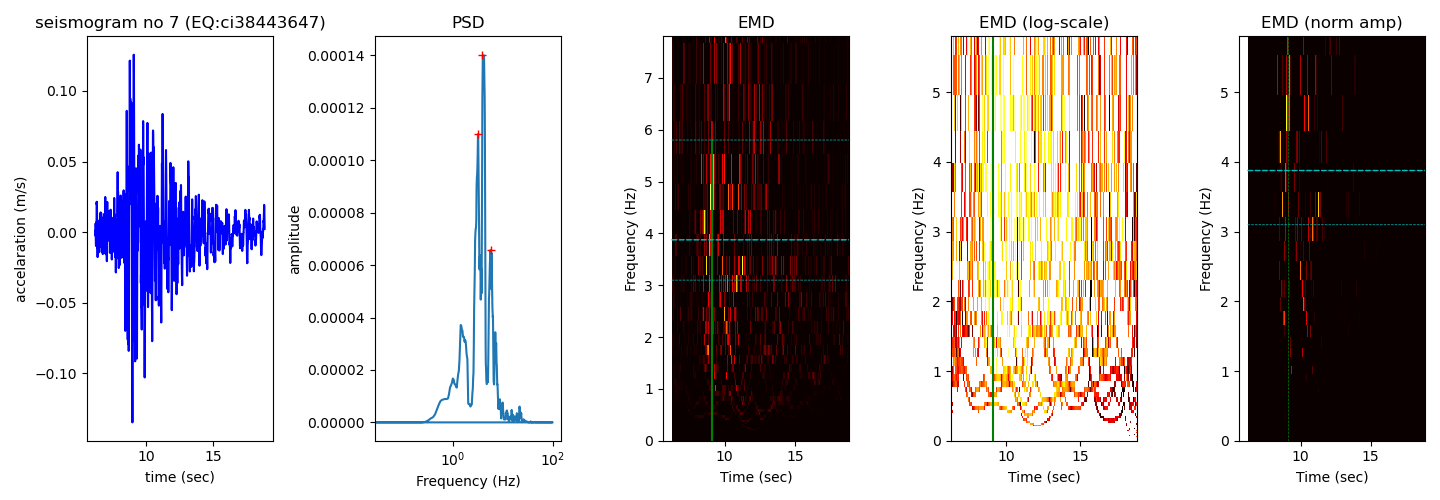 seismogram no 7 (EQ:ci38443647)
accelaration (m/s)
0.10
0.05
0.00
−0.05
−0.10
10 15
time (sec)
PSD
amplitude
0.00014
0.00012
0.00010
0.00008
0.00006
0.00004
0.00002
0.00000
10^0 10^2
Frequency (Hz)
EMD
Frequency (Hz)
7
6
5
4
3
2
1
0
10 15
Time (sec)
EMD (log-scale)
Frequency (Hz)
5
4
3
2
1
0
10 15
Time (sec)
EMD (norm amp)
Frequency (Hz)
5
4
3
2
1
0
10 15
Time (sec)